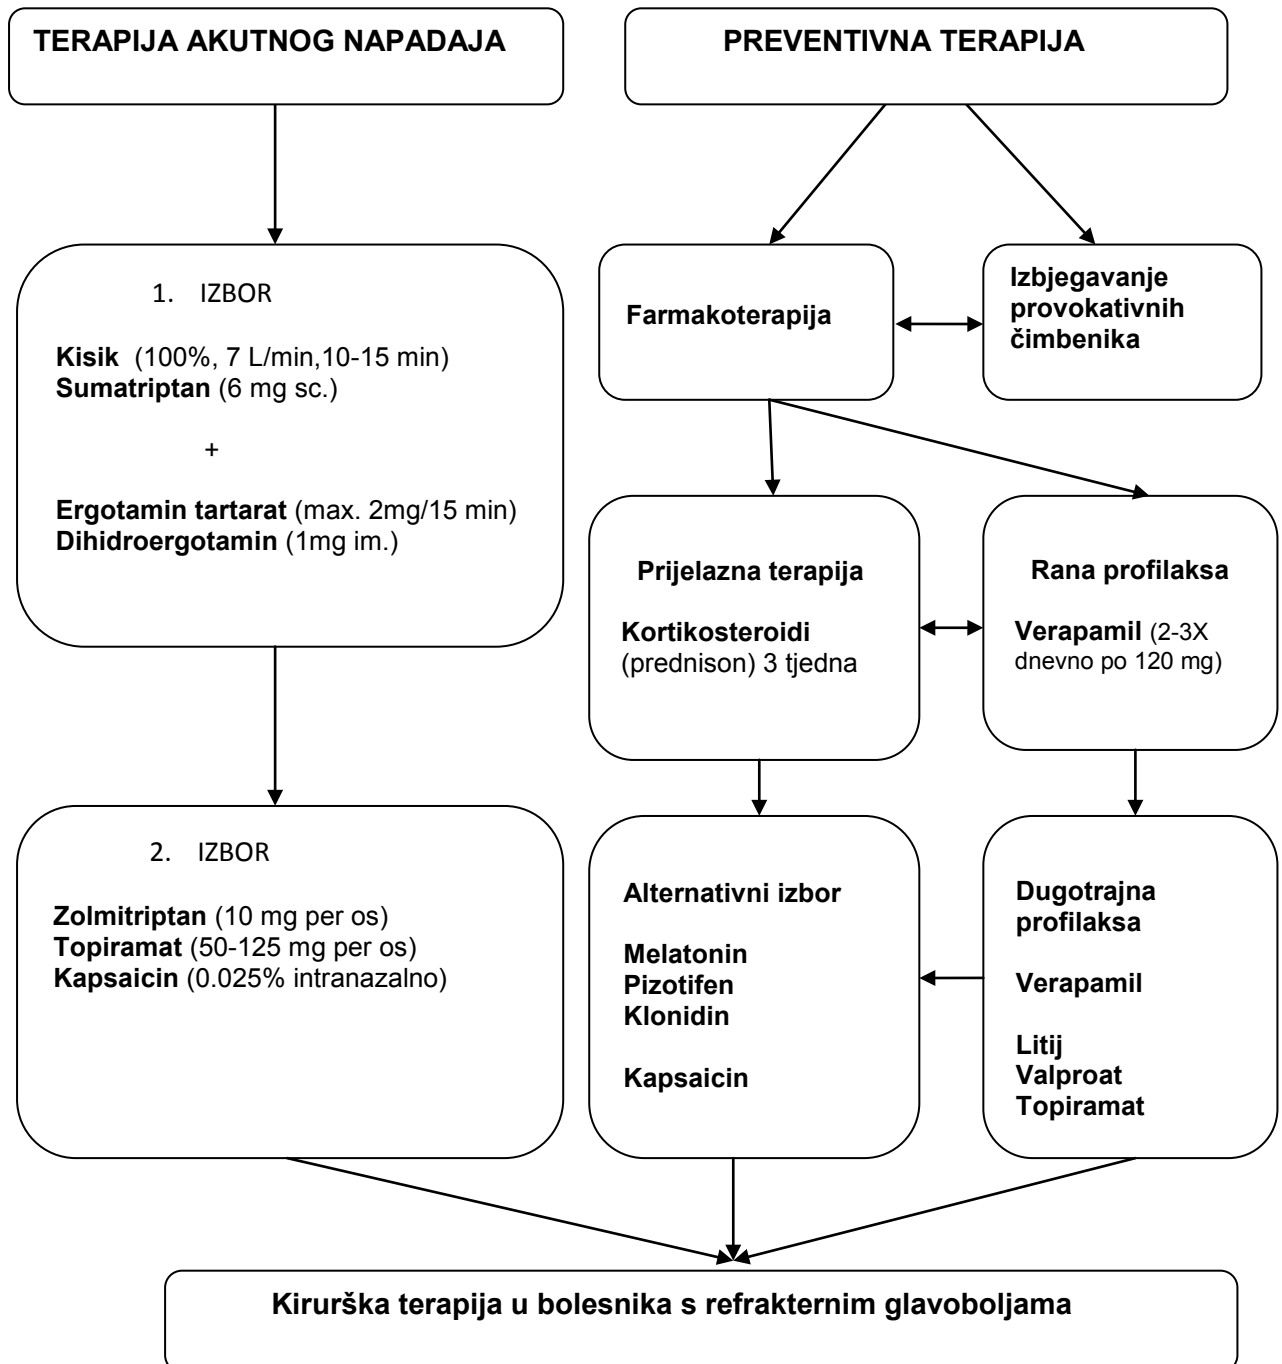 TERAPIJA AKUTNOG NAPADAJA
PREVENTIVNA TERAPIJA
1. IZBOR
Kisik (100%, 7 L/min,10-15 min)
Sumatriptan (6 mg sc.)
+
Ergotamin tartarat (max. 2mg/15 min)
Dihidroergotamin (1mg im.)
Farmakoterapija
Izbjegavanje
provokativnih
čimbenika
Prijelazna terapija
Kortikosteroidi
(prednison) 3 tjedna
Rana profilaksa
Verapamil (2-3X
dnevno po 120 mg)
2. IZBOR
Zolmitriptan (10 mg per os)
Topiramat (50-125 mg per os)
Kapsaicin (0.025% intranazalno)
Alternativni izbor
Melatonin
Pizotifen
Klonidin
Kapsaicin
Dugotrajna
profilaksa
Verapamil
Litij
Valproat
Topiramat
Kirurška terapija u bolesnika s refrakternim glavoboljama